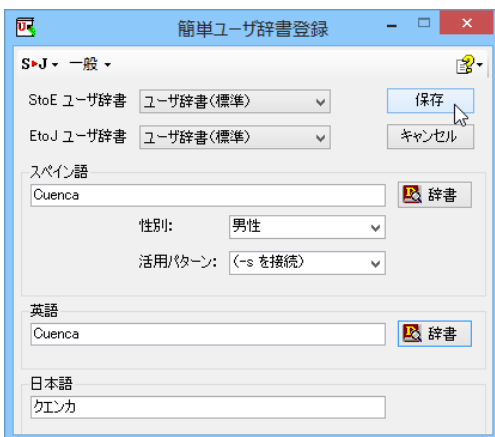 簡単ユーザ辞書登録
S▸J 一般
StoE ユーザ辞書 ユーザ辞書(標準) 保存
EtoJ ユーザ辞書 ユーザ辞書(標準) キャンセル
スペイン語
Cuenca 辞書
性別: 男性
活用パターン: (-s を接続)
英語
Cuenca 辞書
日本語
クエンカ